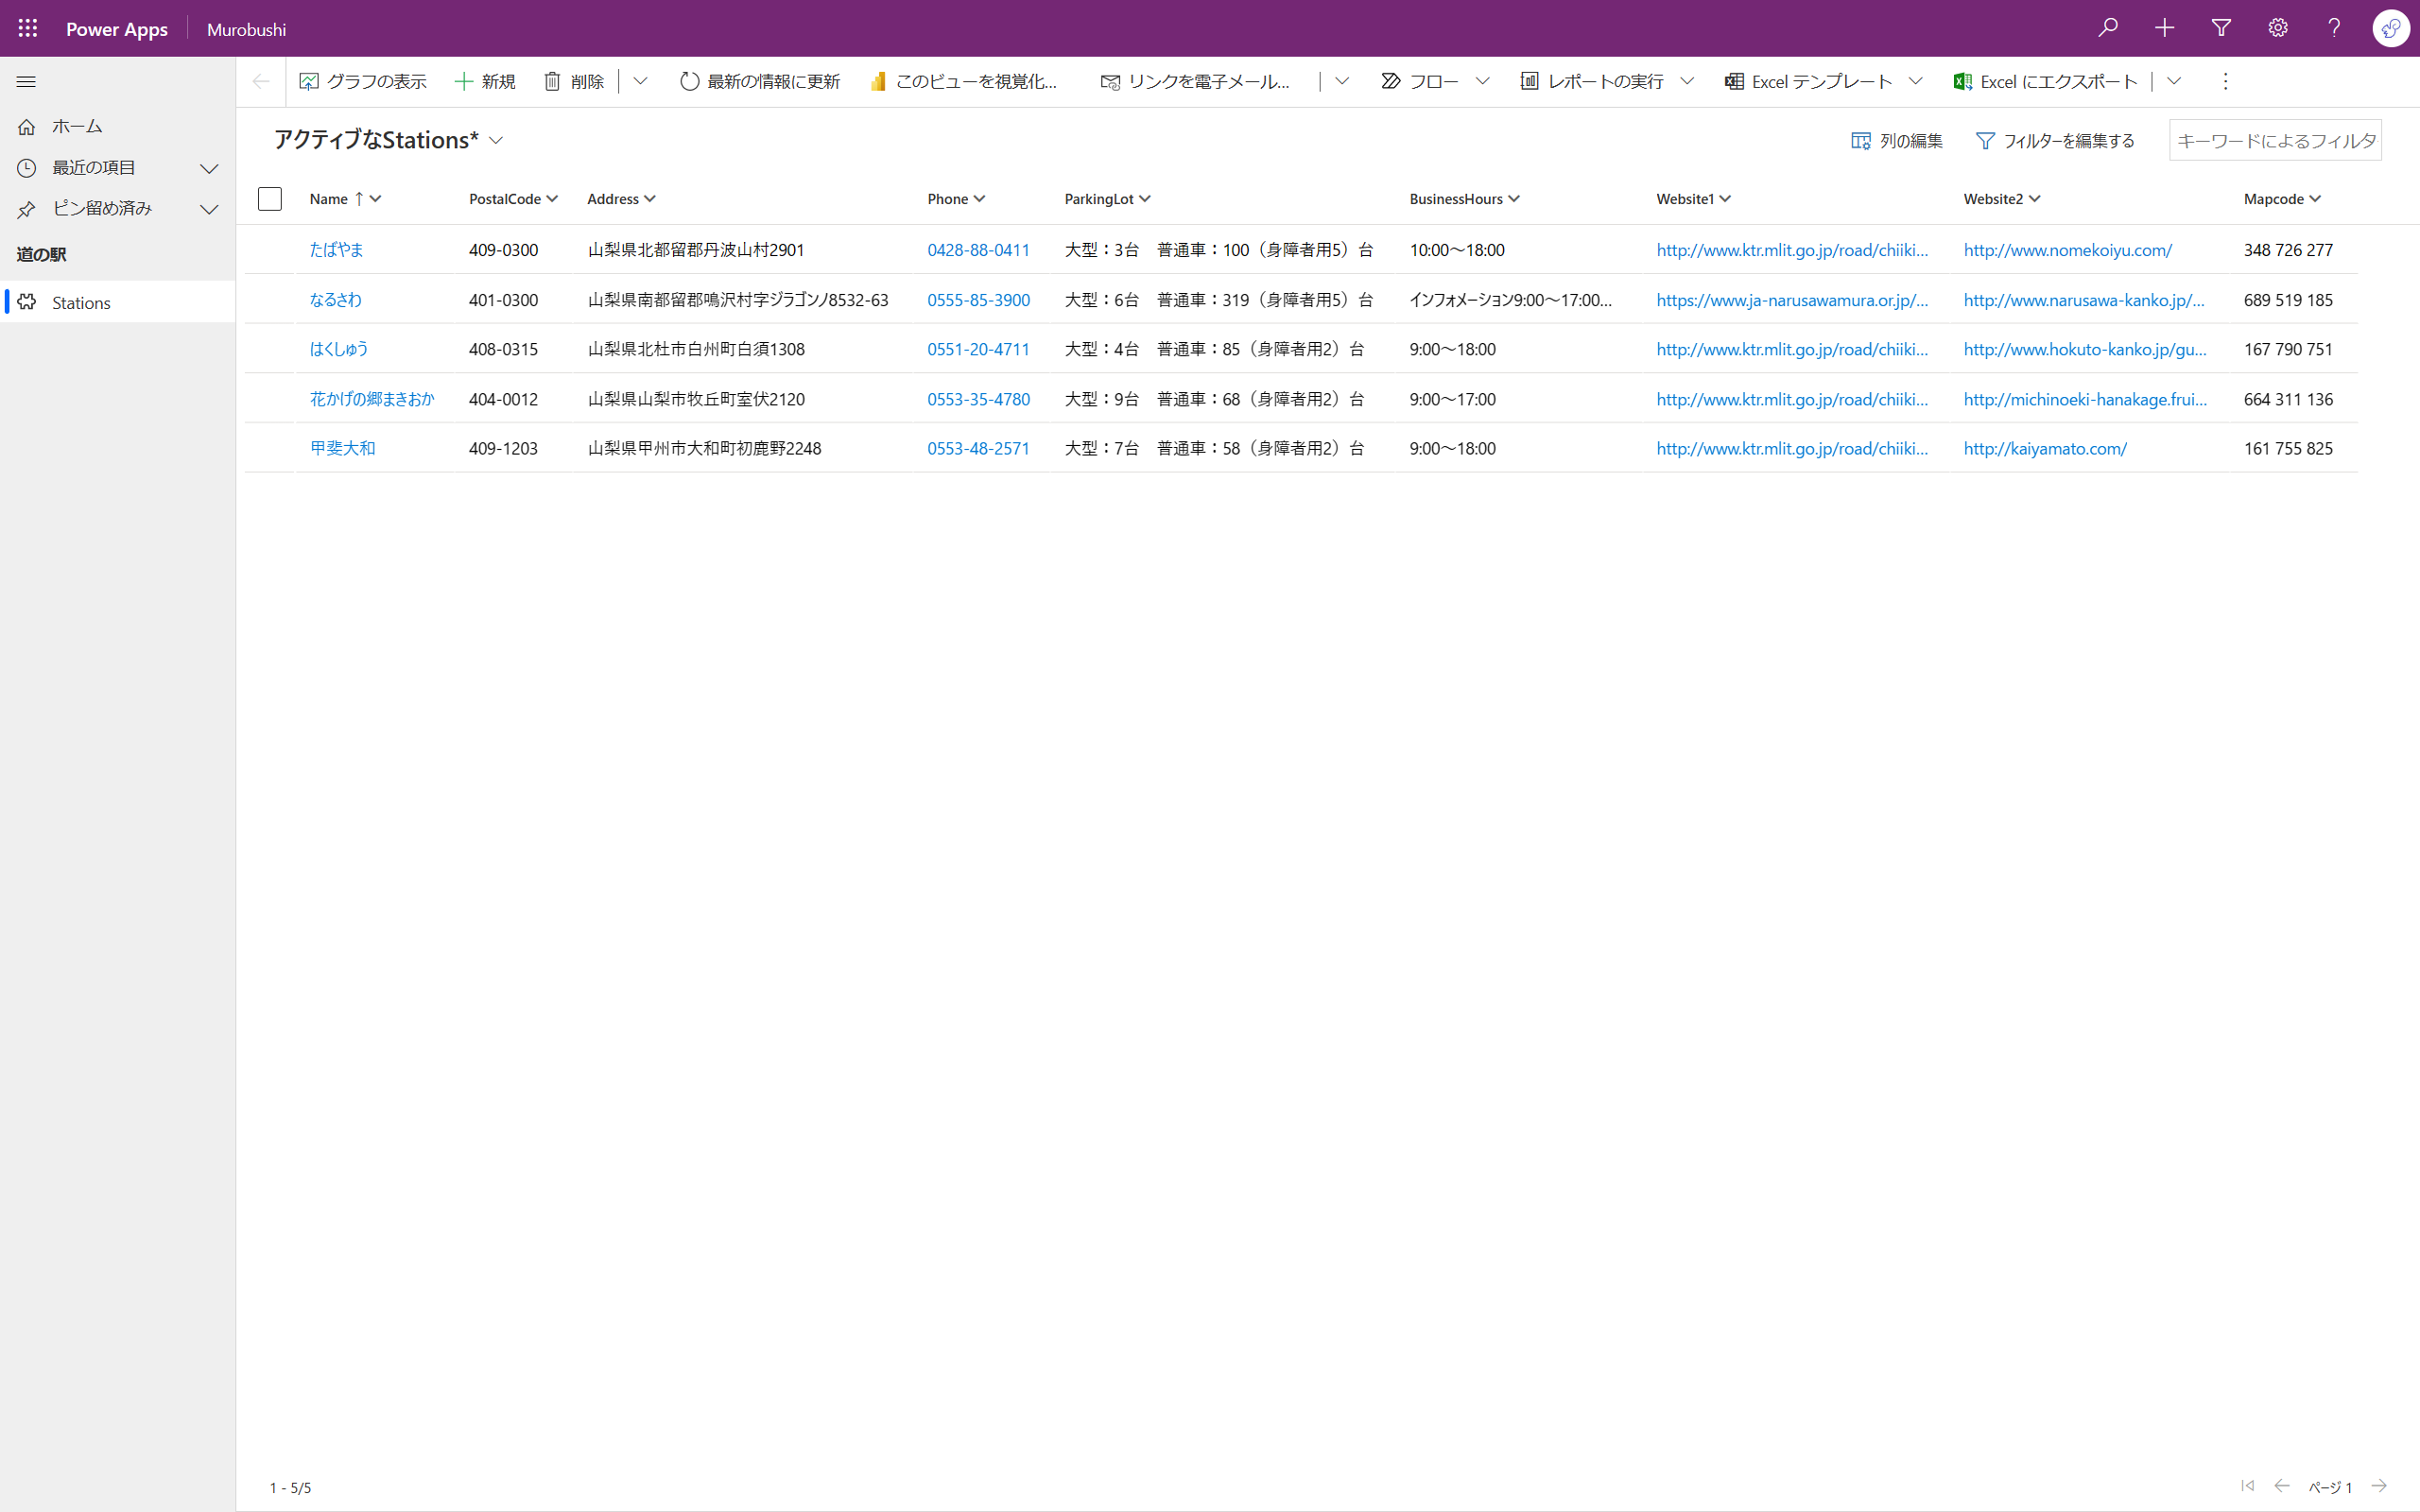 Power Apps Murobushi
グラフの表示 新規 削除 最新の情報に更新 このビューを視覚化... リンクを電子メール... フロー レポートの実行 Excel テンプレート Excel にエクスポート
ホーム
最近の項目
ピン留め済み
道の駅
Stations
アクティブなStations* 列の編集 フィルターを編集する キーワードによるフィルタ
Name PostalCode Address Phone ParkingLot BusinessHours Website1 Website2 Mapcode
たばやま 409-0300 山梨県北都留郡丹波山村2901 0428-88-0411 大型：3台　普通車：100（身障者用5）台 10:00～18:00 http://www.ktr.mlit.go.jp/road/chiiki... http://www.nomekoiyu.com/ 348 726 277
なるさわ 401-0300 山梨県南都留郡鳴沢村字ジラゴンノ8532-63 0555-85-3900 大型：6台　普通車：319（身障者用5）台 インフォメーション9:00～17:00... https://www.ja-narusawamura.or.jp/... http://www.narusawa-kanko.jp/... 689 519 185
はくしゅう 408-0315 山梨県北杜市白州町白須1308 0551-20-4711 大型：4台　普通車：85（身障者用2）台 9:00～18:00 http://www.ktr.mlit.go.jp/road/chiiki... http://www.hokuto-kanko.jp/gu... 167 790 751
花かげの郷まきおか 404-0012 山梨県山梨市牧丘町室伏2120 0553-35-4780 大型：9台　普通車：68（身障者用2）台 9:00～17:00 http://www.ktr.mlit.go.jp/road/chiiki... http://michinoeki-hanakage.frui... 664 311 136
甲斐大和 409-1203 山梨県甲州市大和町初鹿野2248 0553-48-2571 大型：7台　普通車：58（身障者用2）台 9:00～18:00 http://www.ktr.mlit.go.jp/road/chiiki... http://kaiyamato.com/ 161 755 825
1 - 5/5 ページ 1